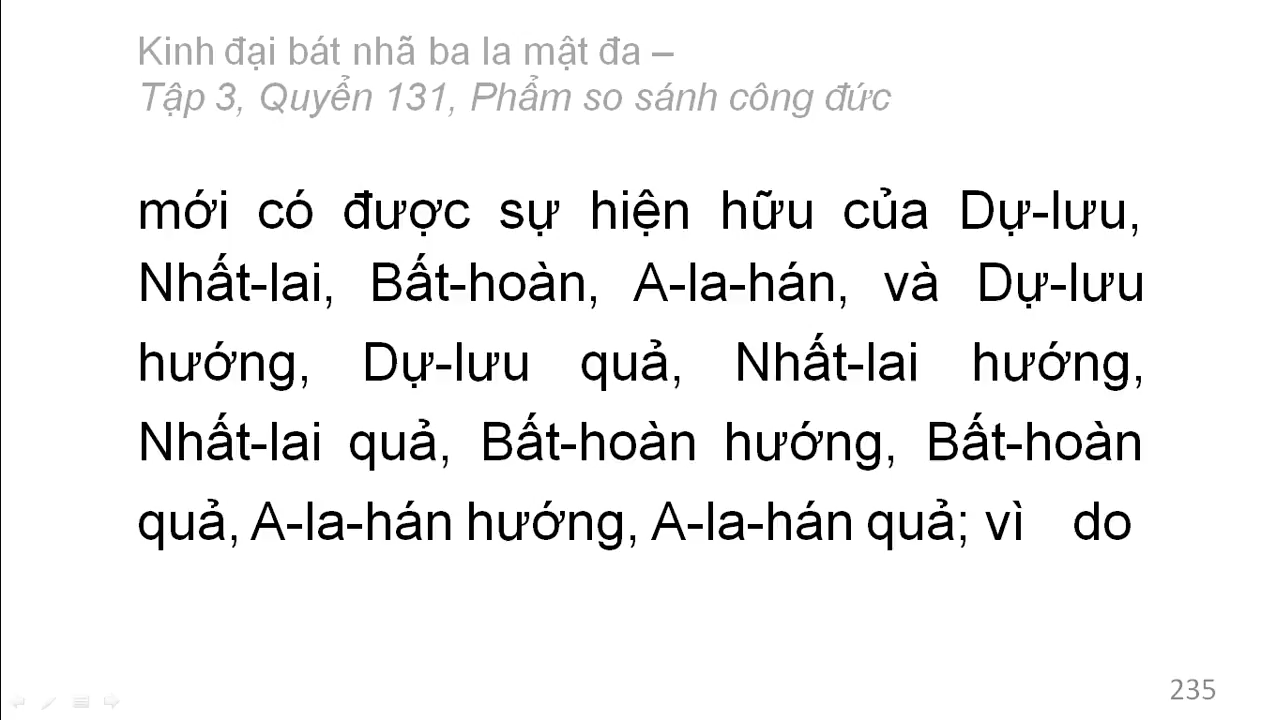 Kinh đại bát nhã ba la mật đa –
Tập 3, Quyển 131, Phẩm so sánh công đức
mới có được sự hiện hữu của Dự-lưu,
Nhất-lai, Bất-hoàn, A-la-hán, và Dự-lưu
hướng, Dự-lưu quả, Nhất-lai hướng,
Nhất-lai quả, Bất-hoàn hướng, Bất-hoàn
quả, A-la-hán hướng, A-la-hán quả; vì do
235